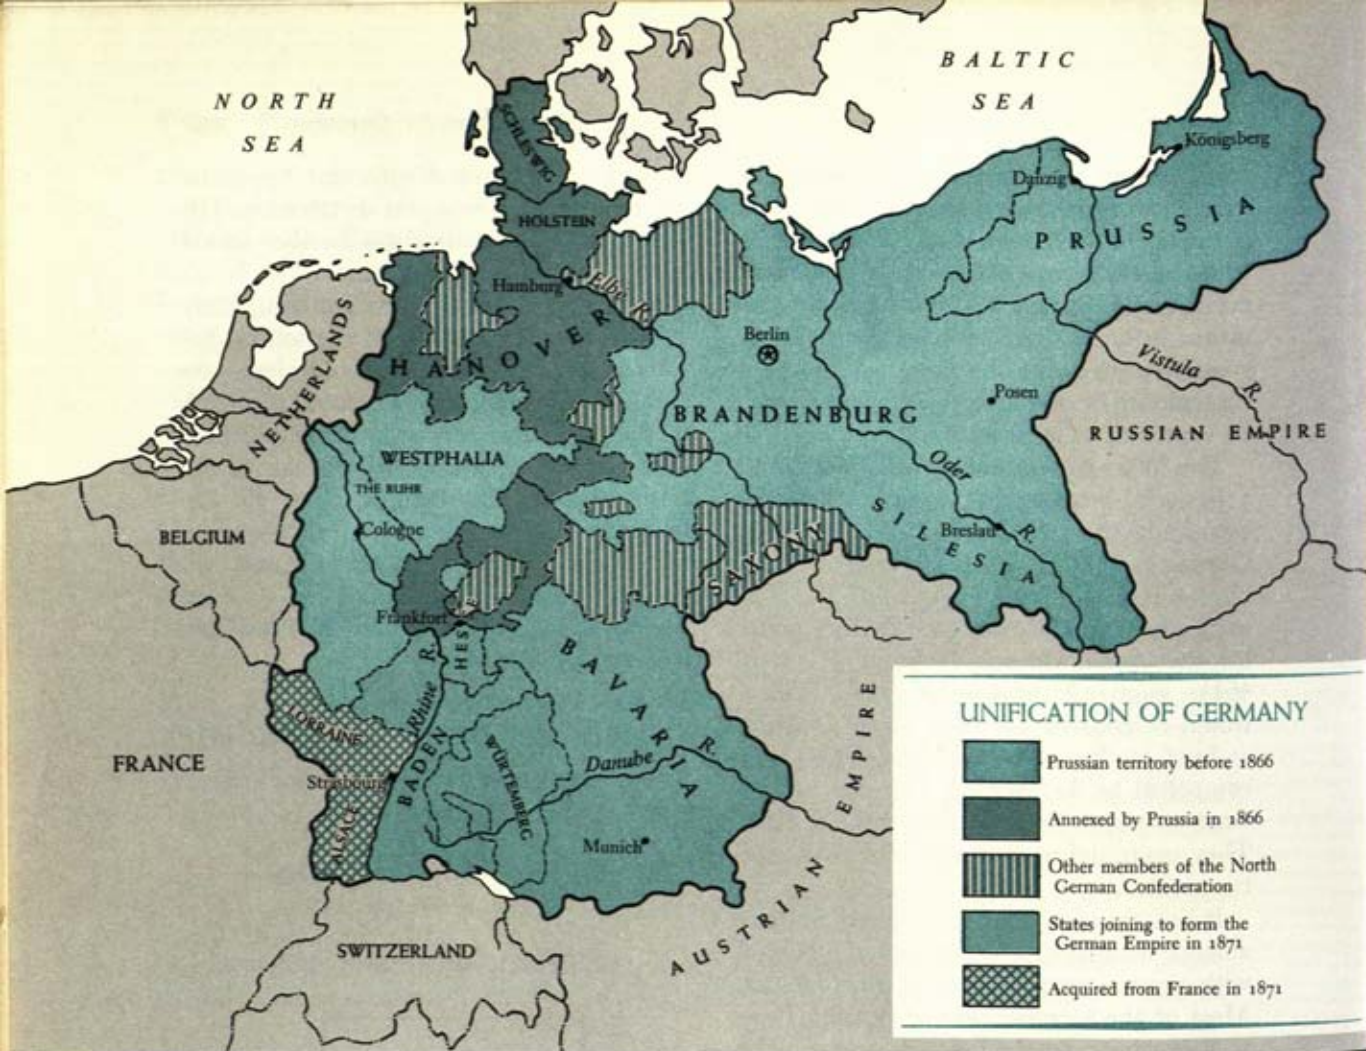 NORTH
SEA
BALTIC
SEA
SCHLESWIG
HOLSTEIN
Königsberg
Danzig
PRUSSIA
Hamburg
Elbe R.
HANOVER
NETHERLANDS
Berlin
Vistula R.
Posen
BRANDENBURG
RUSSIAN EMPIRE
WESTPHALIA
THE RUHR
Oder R.
BELGIUM
Cologne
Breslau
SILESIA
SAXONY
Frankfort
HESSE
BAVARIA
Rhine R.
LORRAINE
FRANCE
Strasbourg
BADEN
WÜRTEMBERG
Danube R.
ALSACE
Munich
SWITZERLAND
AUSTRIAN EMPIRE
UNIFICATION OF GERMANY
Prussian territory before 1866
Annexed by Prussia in 1866
Other members of the North
German Confederation
States joining to form the
German Empire in 1871
Acquired from France in 1871